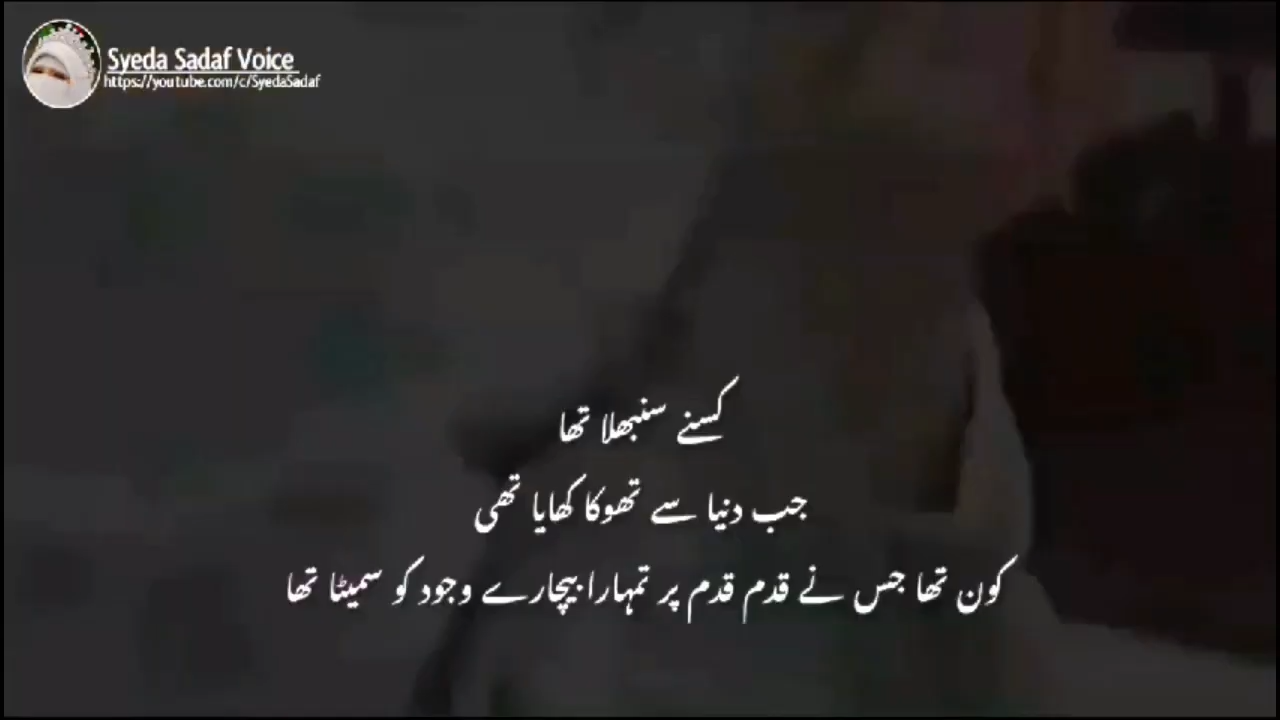 Syeda Sadaf Voice
https://youtube.com/c/SyedaSadaf
کسنے سنبھلا تھا
جب دنیا سے تھوکا کھایا تھی
کون تھا جس نے قدم قدم پر تمہارا بیچارے وجود کو سمیٹا تھا